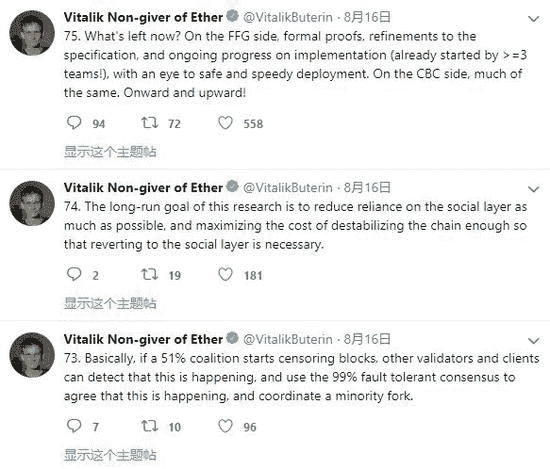 Vitalik Non-giver of Ether @VitalikButerin · 8月16日
75. What's left now? On the FFG side, formal proofs, refinements to the
specification, and ongoing progress on implementation (already started by >=3
teams!), with an eye to safe and speedy deployment. On the CBC side, much of
the same. Onward and upward!
94 72 558
显示这个主题帖
Vitalik Non-giver of Ether @VitalikButerin · 8月16日
74. The long-run goal of this research is to reduce reliance on the social layer as
much as possible, and maximizing the cost of destabilizing the chain enough so
that reverting to the social layer is necessary.
2 19 181
显示这个主题帖
Vitalik Non-giver of Ether @VitalikButerin · 8月16日
73. Basically, if a 51% coalition starts censoring blocks, other validators and clients
can detect that this is happening, and use the 99% fault tolerant consensus to
agree that this is happening, and coordinate a minority fork.
7 10 96
显示这个主题帖